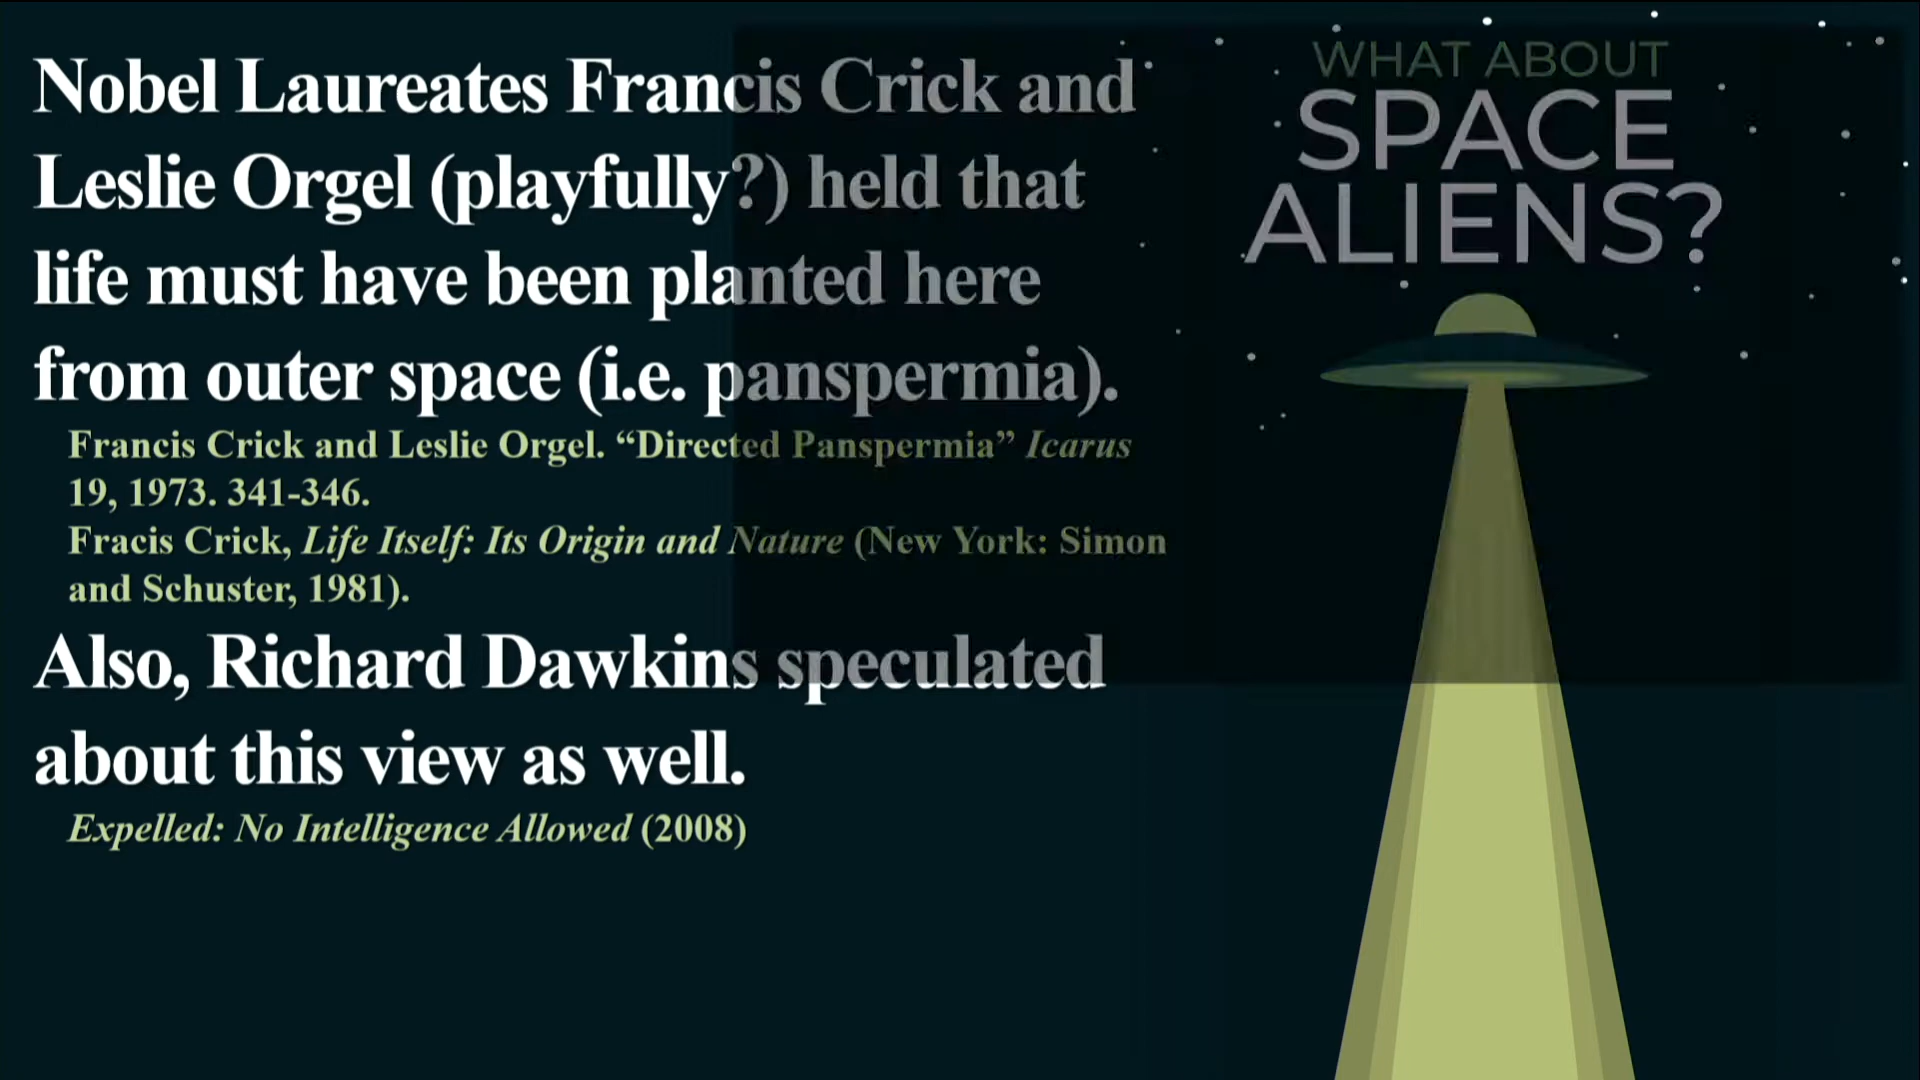 Nobel Laureates Francis Crick and
Leslie Orgel (playfully?) held that
life must have been planted here
from outer space (i.e. panspermia).
Francis Crick and Leslie Orgel. “Directed Panspermia” Icarus
19, 1973. 341-346.
Fracis Crick, Life Itself: Its Origin and Nature (New York: Simon
and Schuster, 1981).
Also, Richard Dawkins speculated
about this view as well.
Expelled: No Intelligence Allowed (2008)
WHAT ABOUT
SPACE
ALIENS?